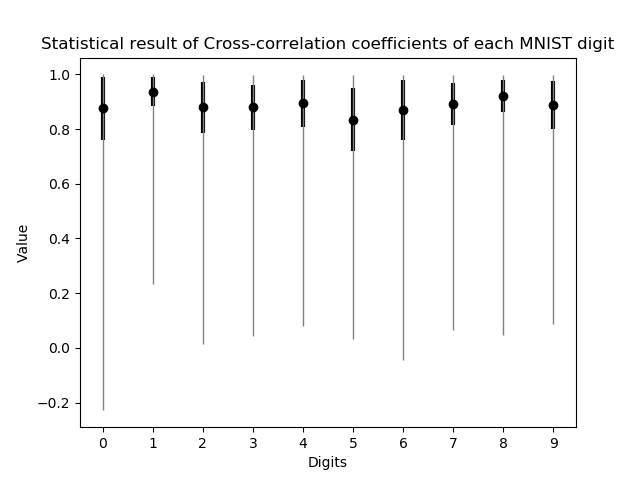 Statistical result of Cross-correlation coefficients of each MNIST digit
1.0
0.8
0.6
0.4
0.2
0.0
−0.2
Value
0 1 2 3 4 5 6 7 8 9
Digits